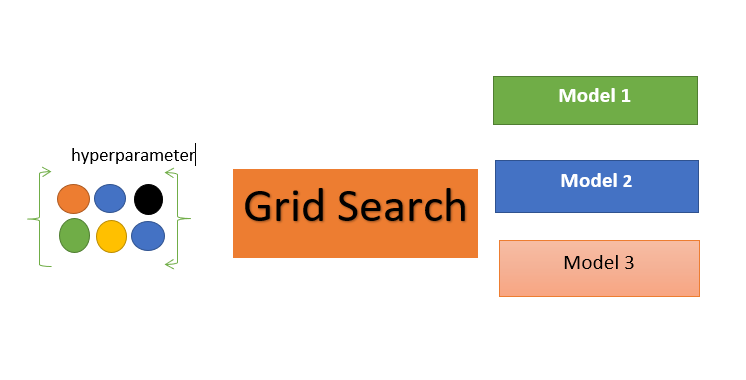 hyperparameter
Grid Search
Model 1
Model 2
Model 3